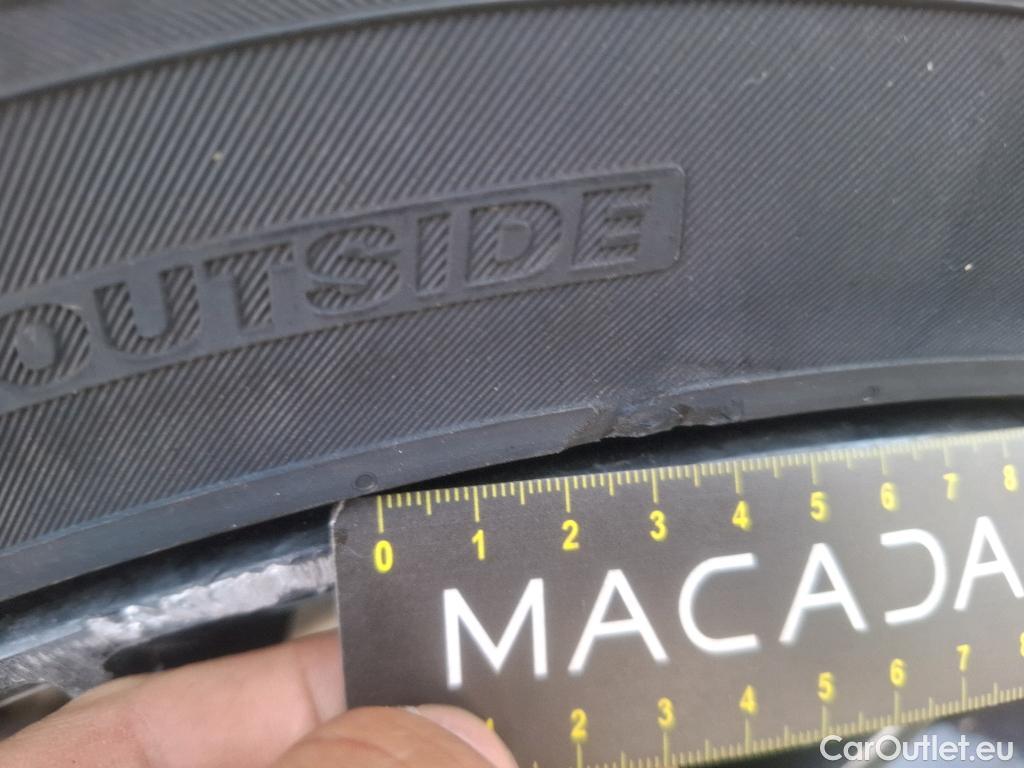 OUTSIDE
0 1 2 3 4 5 6 7 8
MACADA
2 3 4 5 6 7
CarOutlet.eu